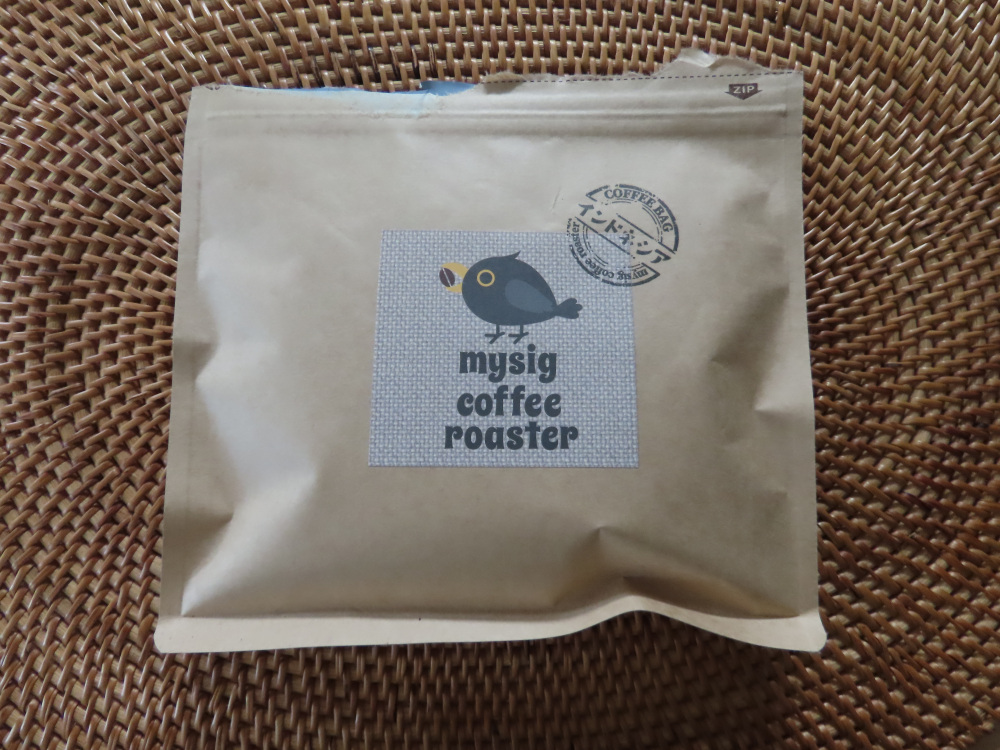 ZIP
COFFEE BAG
インドネシア
mysig coffee roaster
mysig
coffee
roaster